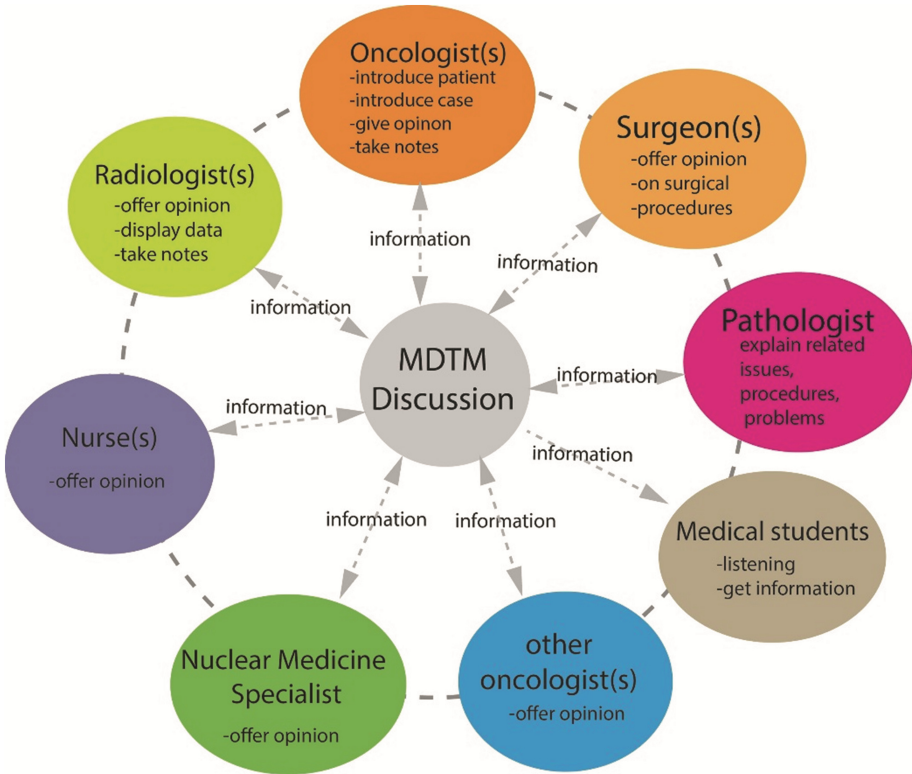 Oncologist(s)
-introduce patient
-introduce case
-give opinon
-take notes
Surgeon(s)
-offer opinion
-on surgical
-procedures
Radiologist(s)
-offer opinion
-display data
-take notes
information
information
information
Pathologist
explain related
issues,
procedures,
problems
MDTM
Discussion
information
information
Nurse(s)
-offer opinion
information
information
information
Medical students
-listening
-get information
Nuclear Medicine
Specialist
-offer opinion
other
oncologist(s)
-offer opinion